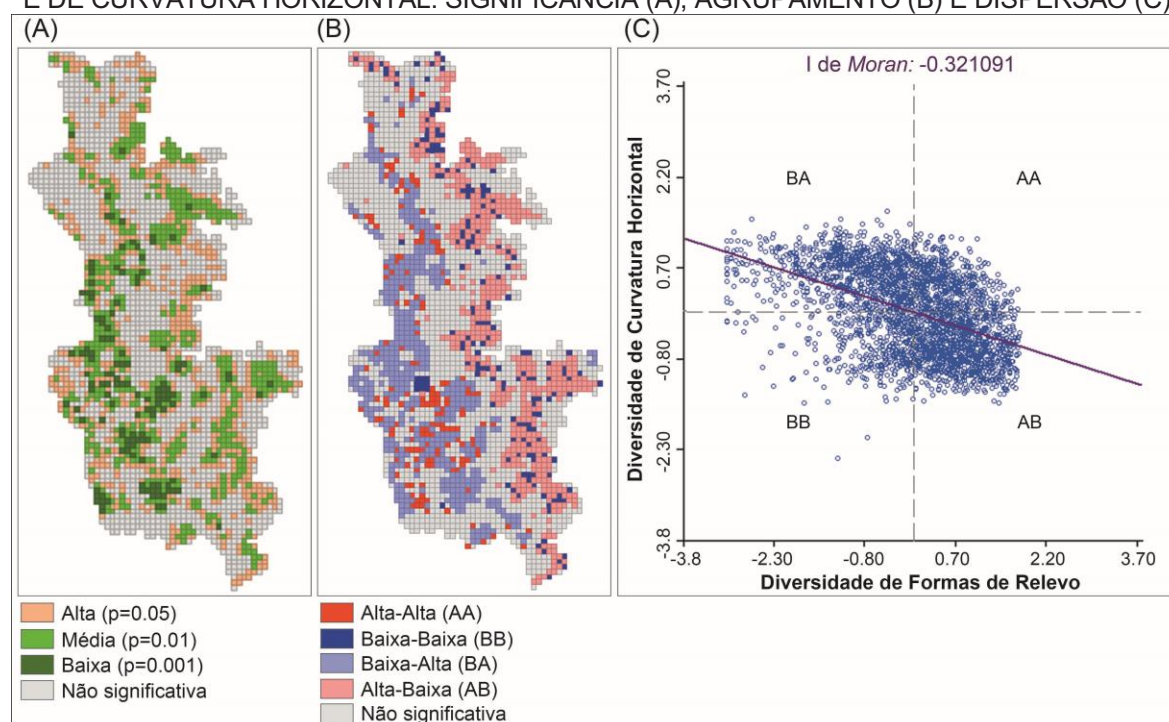 E DE CURVATURA HORIZONTAL: SIGNIFICÂNCIA (A), AGRUPAMENTO (B) E DISPERSÃO (C)
(A)
(B)
(C)
I de Moran: -0.321091
Diversidade de Curvatura Horizontal
3.70
2.20
0.70
-0.80
-2.30
-3.8
BA
AA
BB
AB
-3.8
-2.30
-0.80
0.70
2.20
3.70
Diversidade de Formas de Relevo
Alta (p=0.05)
Média (p=0.01)
Baixa (p=0.001)
Não significativa
Alta-Alta (AA)
Baixa-Baixa (BB)
Baixa-Alta (BA)
Alta-Baixa (AB)
Não significativa